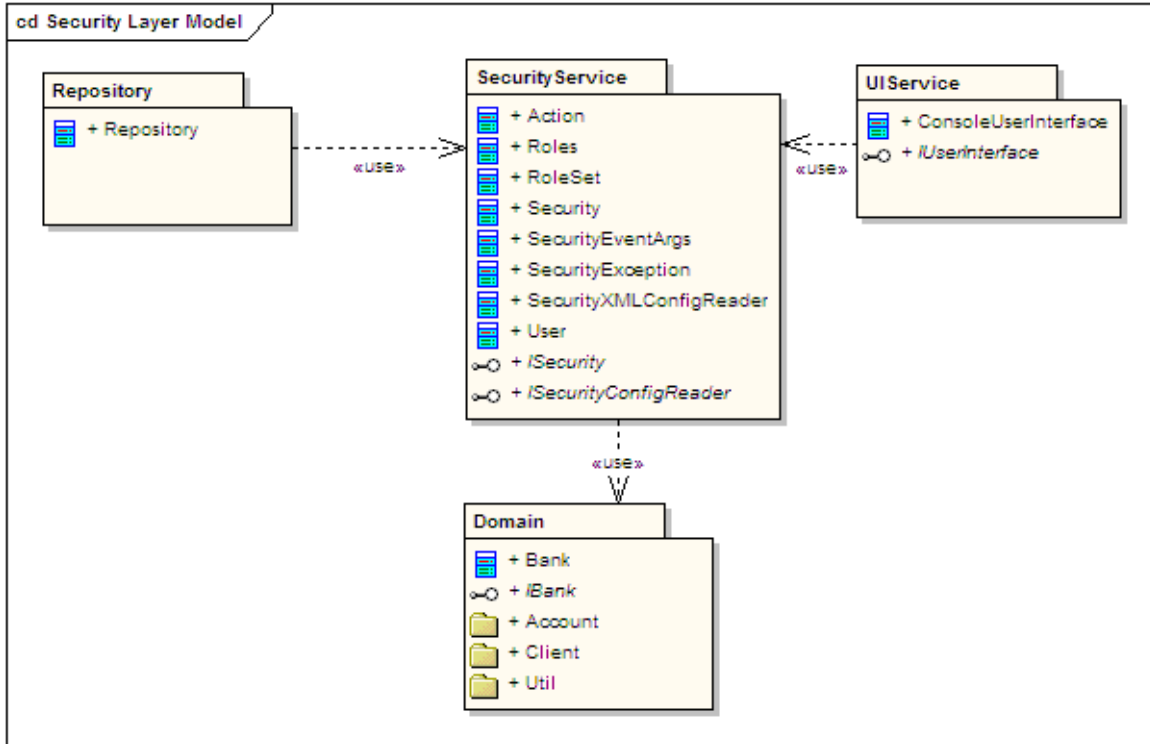 cd Security Layer Model
Repository
+ Repository
«use»
SecurityService
+ Action
+ Roles
+ RoleSet
+ Security
+ SecurityEventArgs
+ SecurityException
+ SecurityXMLConfigReader
+ User
+ ISecurity
+ ISecurityConfigReader
«use»
UIService
+ ConsoleUserInterface
+ IUserInterface
«use»
Domain
+ Bank
+ IBank
+ Account
+ Client
+ Util